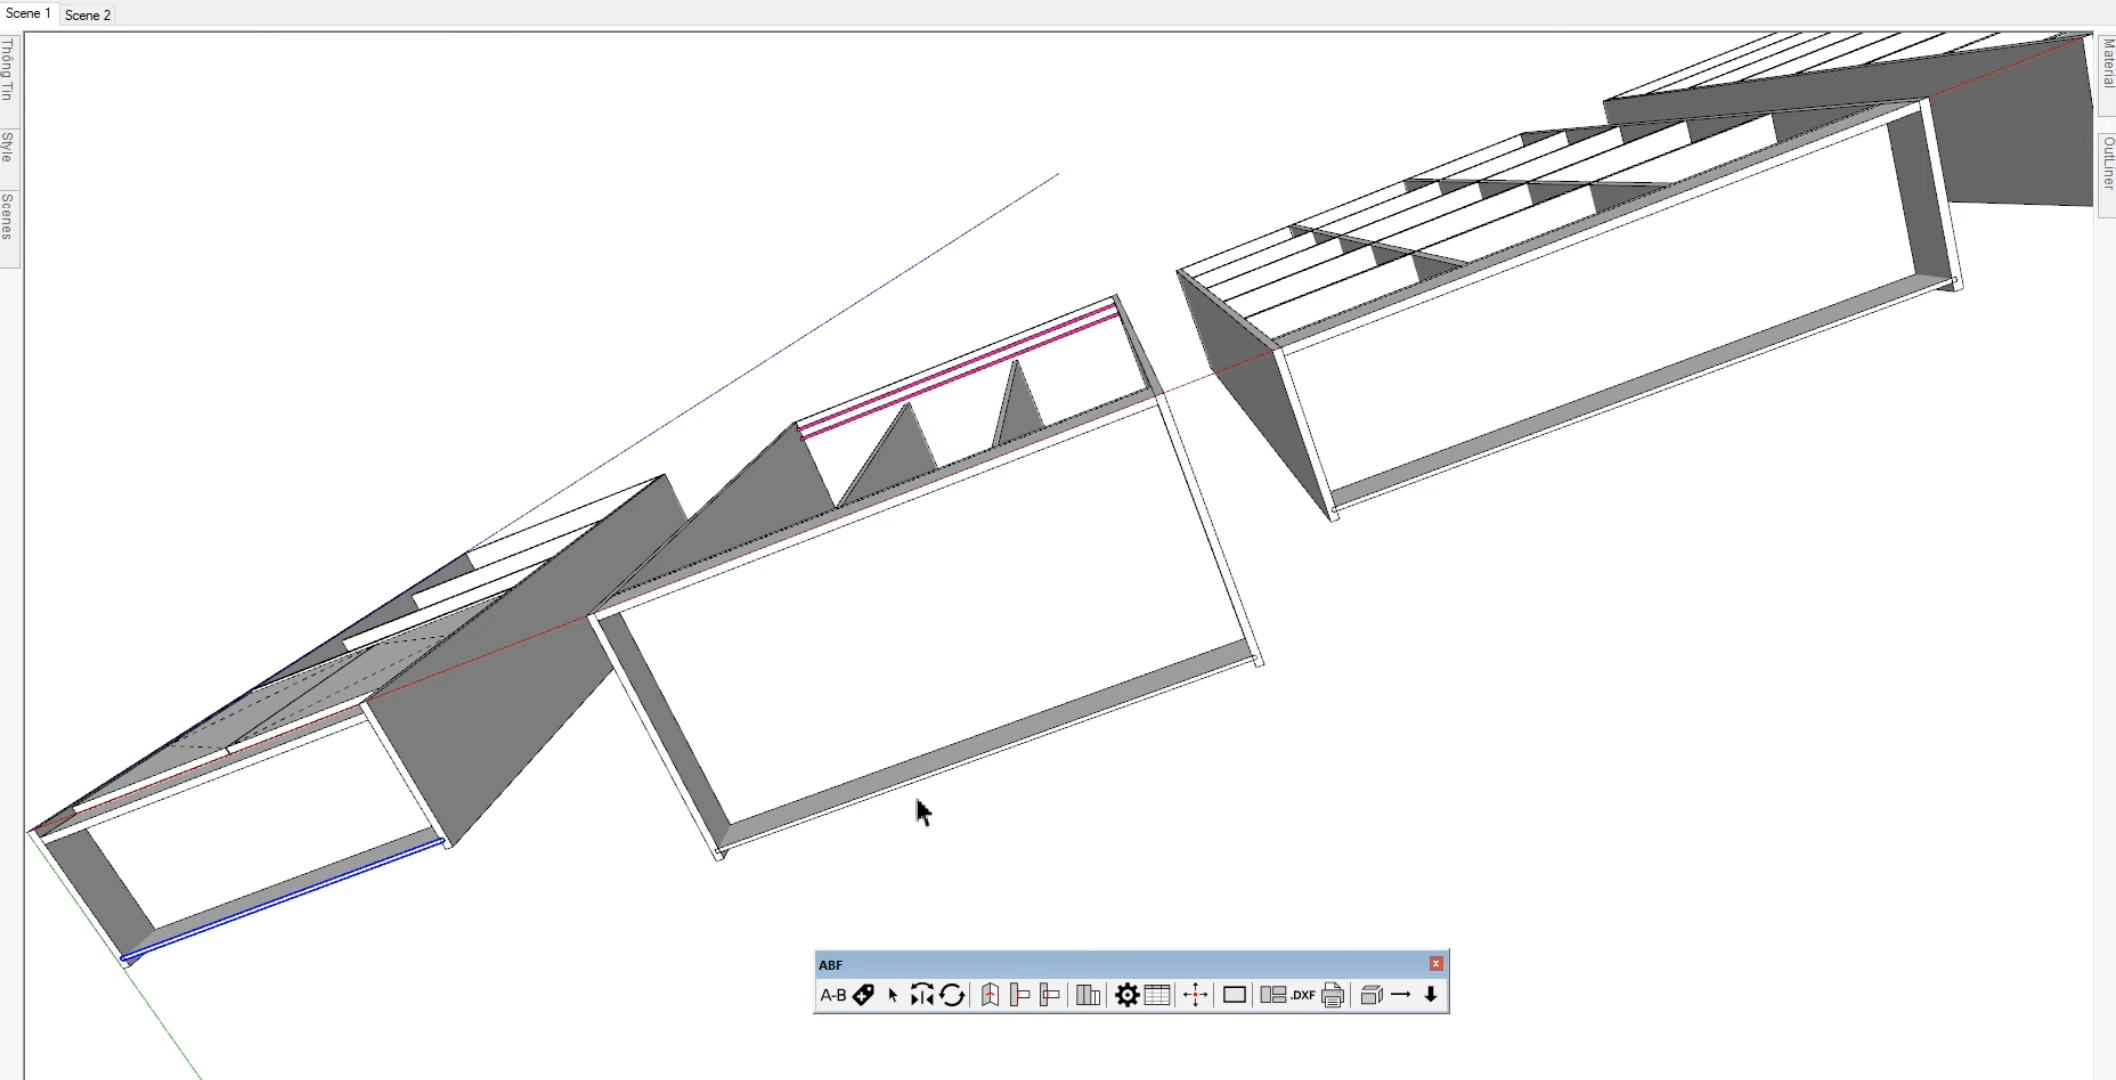 Scene 1
Scene 2
Thông Tin
Style
Scenes
Material
OutLiner
ABF
A-B
.DXF